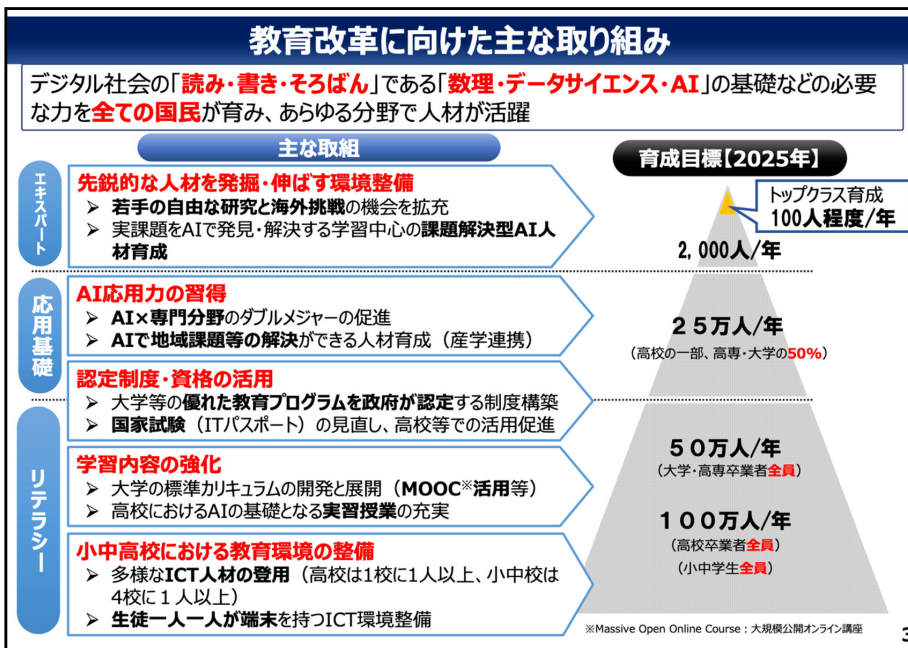 教育改革に向けた主な取り組み
デジタル社会の「読み・書き・そろばん」である「数理・データサイエンス・AI」の基礎などの必要
な力を全ての国民が育み、あらゆる分野で人材が活躍
主な取組
育成目標【2025年】
エキスパート
先鋭的な人材を発掘・伸ばす環境整備
➢ 若手の自由な研究と海外挑戦の機会を拡充
➢ 実課題をAIで発見・解決する学習中心の課題解決型AI人
材育成
トップクラス育成
100人程度/年
2,000人/年
応用基礎
AI応用力の習得
➢ AI×専門分野のダブルメジャーの促進
➢ AIで地域課題等の解決ができる人材育成（産学連携）
２５万人/年
（高校の一部、高専・大学の50%）
認定制度・資格の活用
➢ 大学等の優れた教育プログラムを政府が認定する制度構築
➢ 国家試験（ITパスポート）の見直し、高校等での活用促進
リテラシー
学習内容の強化
➢ 大学の標準カリキュラムの開発と展開（MOOC※活用等）
➢ 高校におけるAIの基礎となる実習授業の充実
５０万人/年
（大学・高専卒業者全員）
１００万人/年
（高校卒業者全員）
（小中学生全員）
小中高校における教育環境の整備
➢ 多様なICT人材の登用（高校は1校に1人以上、小中校は
4校に１人以上）
➢ 生徒一人一人が端末を持つICT環境整備
※Massive Open Online Course：大規模公開オンライン講座
3